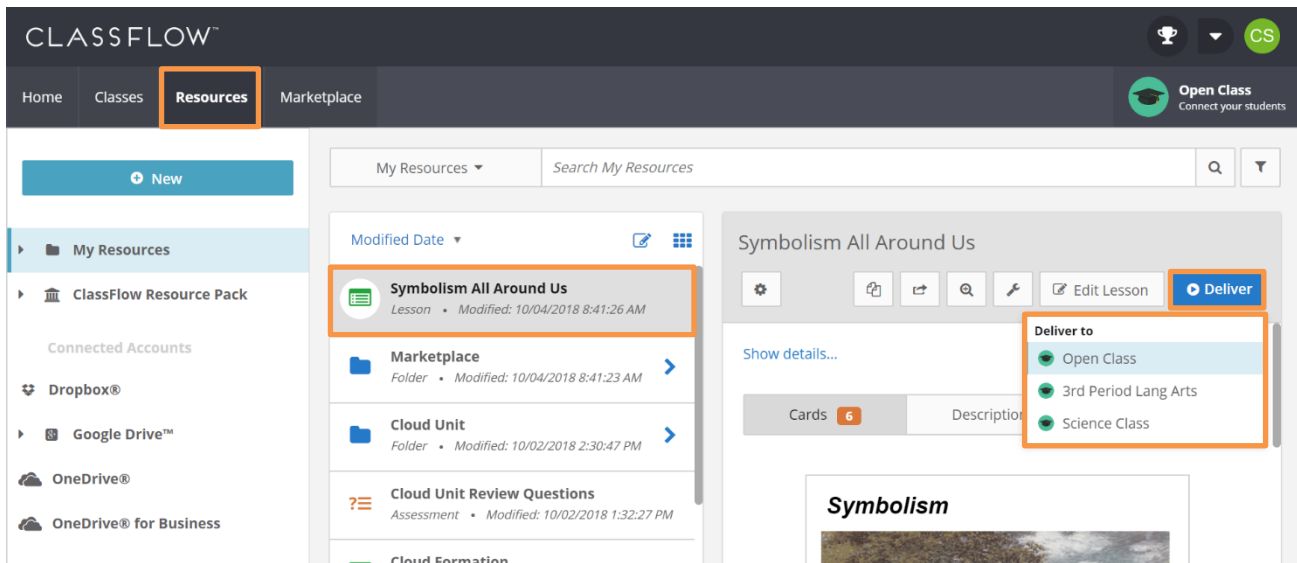 CLASSFLOW™
CS
Home Classes Resources Marketplace
Open Class
Connect your students
New
My Resources
ClassFlow Resource Pack
Connected Accounts
Dropbox®
Google Drive™
OneDrive®
OneDrive® for Business
My Resources Search My Resources
Modified Date
Symbolism All Around Us
Lesson • Modified: 10/04/2018 8:41:26 AM
Marketplace
Folder • Modified: 10/04/2018 8:41:23 AM
Cloud Unit
Folder • Modified: 10/02/2018 2:30:47 PM
Cloud Unit Review Questions
Assessment • Modified: 10/02/2018 1:32:27 PM
Cloud Formation
Symbolism All Around Us
Edit Lesson Deliver
Deliver to
Open Class
3rd Period Lang Arts
Science Class
Show details...
Cards 6 Description
Symbolism